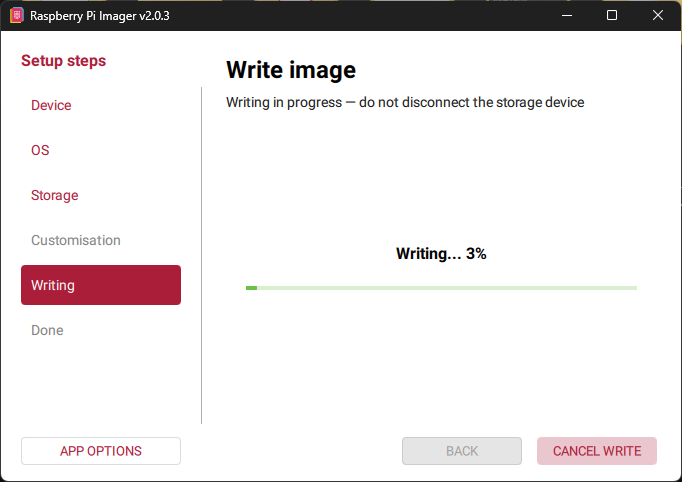 Raspberry Pi Imager v2.0.3
Setup steps
Device
OS
Storage
Customisation
Writing
Done
APP OPTIONS
Write image
Writing in progress — do not disconnect the storage device
Writing... 3%
BACK
CANCEL WRITE